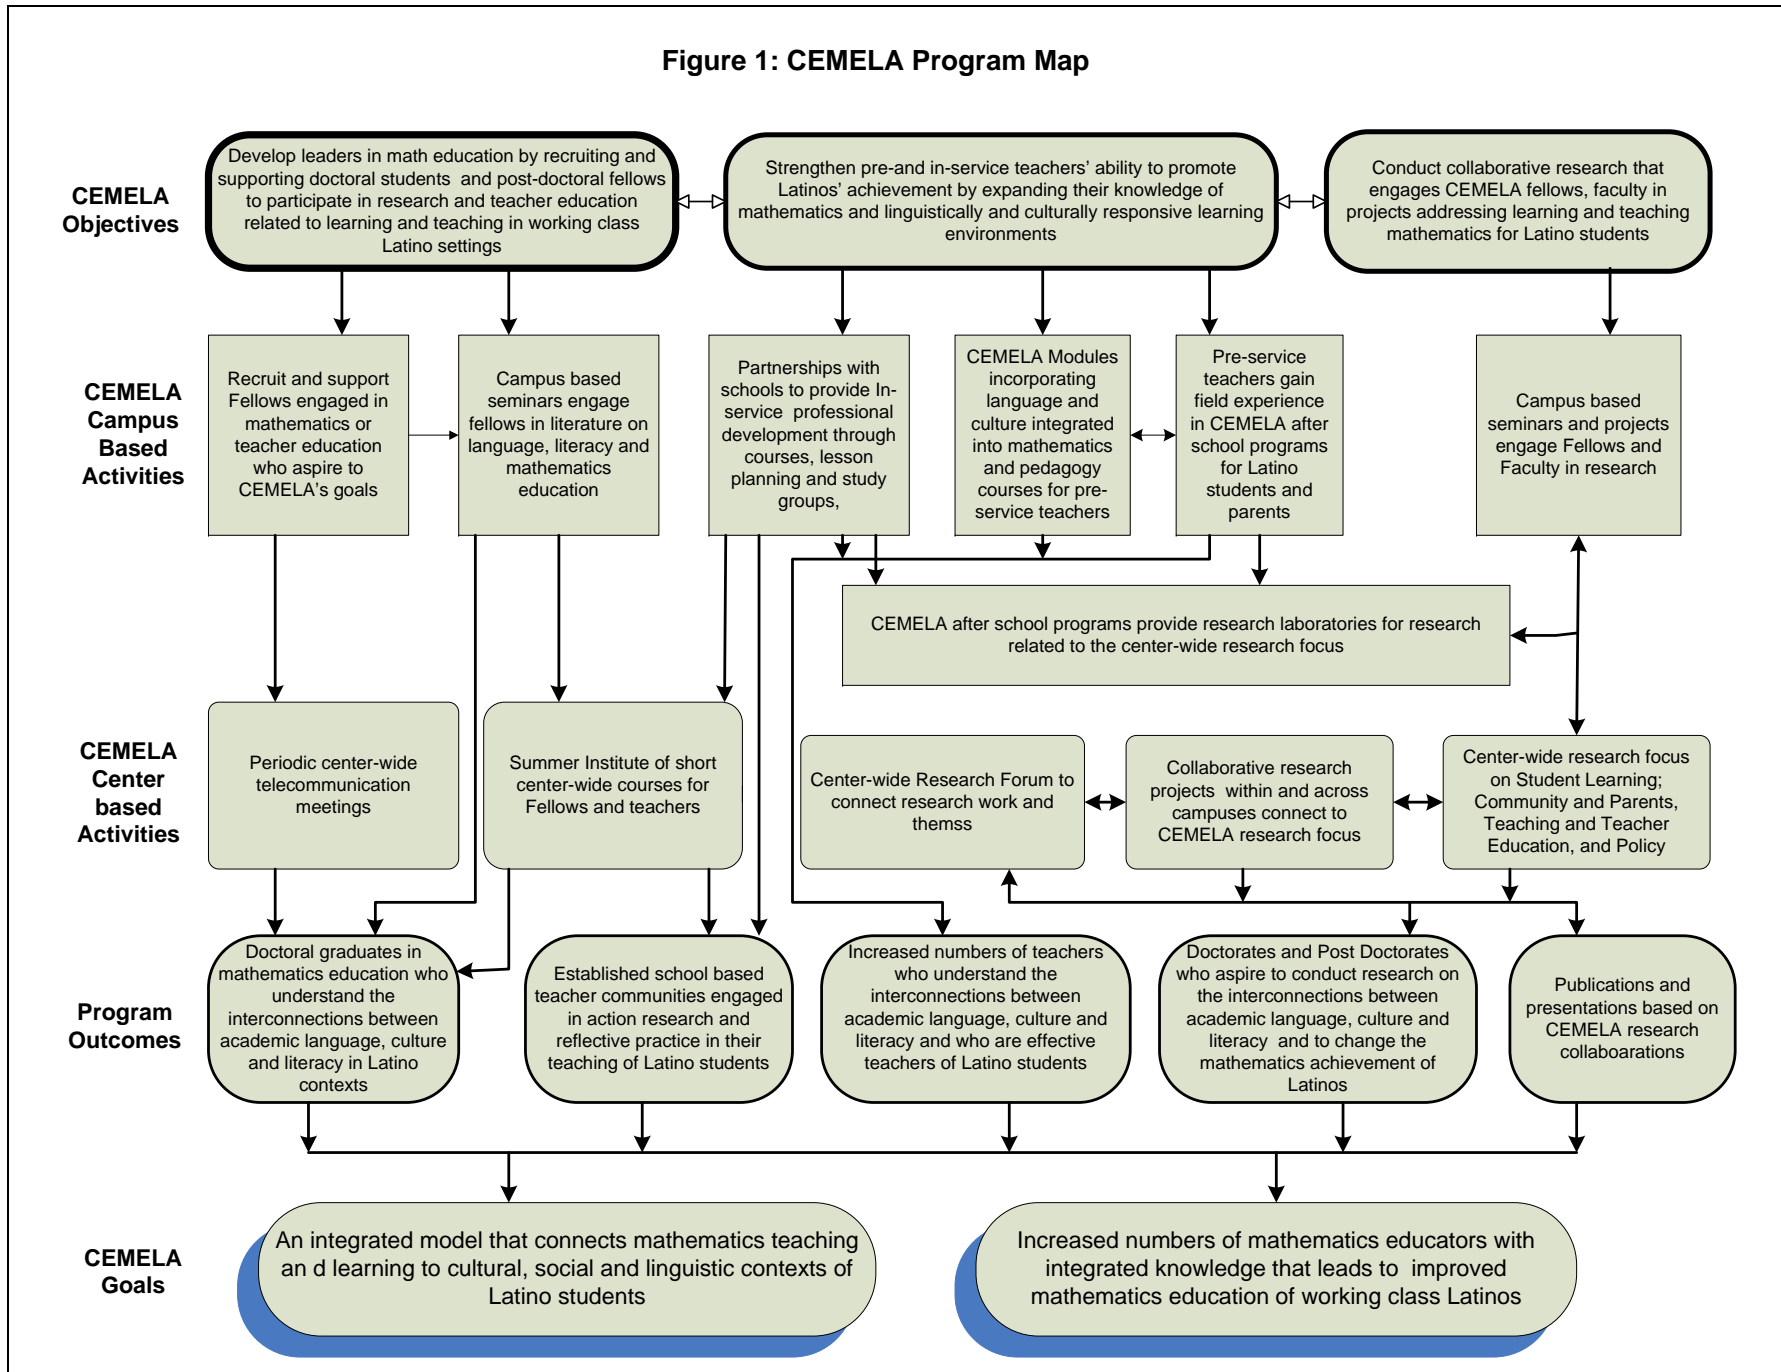 Figure 1: CEMELA Program Map
CEMELA
Objectives
Develop leaders in math education by recruiting and
supporting doctoral students and post-doctoral fellows
to participate in research and teacher education
related to learning and teaching in working class
Latino settings
Strengthen pre-and in-service teachers' ability to promote
Latinos' achievement by expanding their knowledge of
mathematics and linguistically and culturally responsive learning
environments
Conduct collaborative research that
engages CEMELA fellows, faculty in
projects addressing learning and teaching
mathematics for Latino students
CEMELA
Campus
Based
Activities
Recruit and support
Fellows engaged in
mathematics or
teacher education
who aspire to
CEMELA's goals
Campus based
seminars engage
fellows in literature on
language, literacy and
mathematics
education
Partnerships with
schools to provide In-
service professional
development through
courses, lesson
planning and study
groups,
CEMELA Modules
incorporating
language and
culture integrated
into mathematics
and pedagogy
courses for pre-
service teachers
Pre-service
teachers gain
field experience
in CEMELA after
school programs
for Latino
students and
parents
Campus based
seminars and projects
engage Fellows and
Faculty in research
CEMELA after school programs provide research laboratories for research
related to the center-wide research focus
CEMELA
Center
based
Activities
Periodic center-wide
telecommunication
meetings
Summer Institute of short
center-wide courses for
Fellows and teachers
Center-wide Research Forum to
connect research work and
themss
Collaborative research
projects within and across
campuses connect to
CEMELA research focus
Center-wide research focus
on Student Learning;
Community and Parents,
Teaching and Teacher
Education, and Policy
Program
Outcomes
Doctoral graduates in
mathematics education who
understand the
interconnections between
academic language, culture
and literacy in Latino
contexts
Established school based
teacher communities engaged
in action research and
reflective practice in their
teaching of Latino students
Increased numbers of teachers
who understand the
interconnections between
academic language, culture and
literacy and who are effective
teachers of Latino students
Doctorates and Post Doctorates
who aspire to conduct research on
the interconnections between
academic language, culture and
literacy and to change the
mathematics achievement of
Latinos
Publications and
presentations based on
CEMELA research
collaboarations
CEMELA
Goals
An integrated model that connects mathematics teaching
an d learning to cultural, social and linguistic contexts of
Latino students
Increased numbers of mathematics educators with
integrated knowledge that leads to improved
mathematics education of working class Latinos